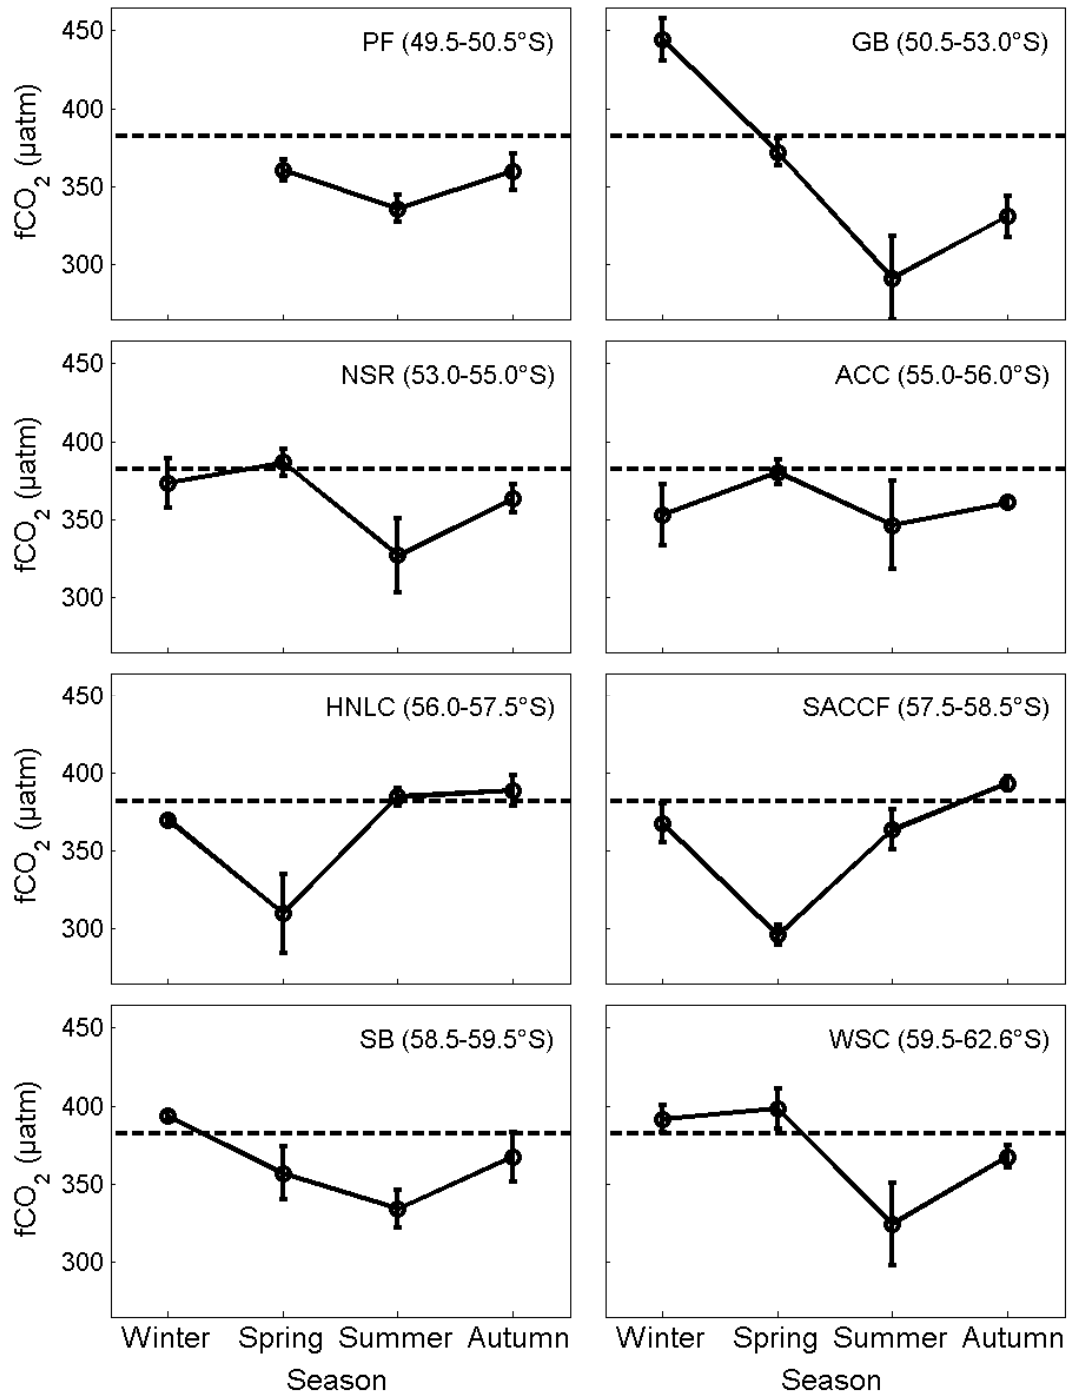 450
400
350
300
fCO2 (µatm)
PF (49.5-50.5°S)
GB (50.5-53.0°S)
450
400
350
300
fCO2 (µatm)
NSR (53.0-55.0°S)
ACC (55.0-56.0°S)
450
400
350
300
fCO2 (µatm)
HNLC (56.0-57.5°S)
SACCF (57.5-58.5°S)
450
400
350
300
fCO2 (µatm)
SB (58.5-59.5°S)
WSC (59.5-62.6°S)
Winter Spring Summer Autumn
Season
Winter Spring Summer Autumn
Season